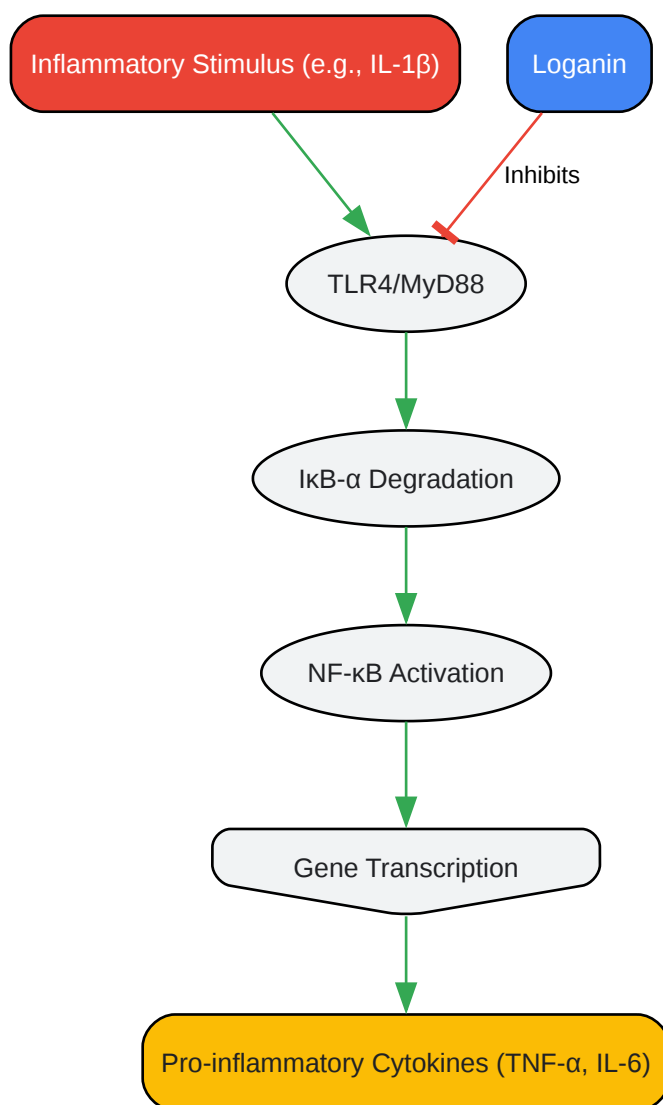 Inflammatory Stimulus (e.g., IL-1β)
Loganin
Inhibits
TLR4/MyD88
IκB-α Degradation
NF-κB Activation
Gene Transcription
Pro-inflammatory Cytokines (TNF-α, IL-6)